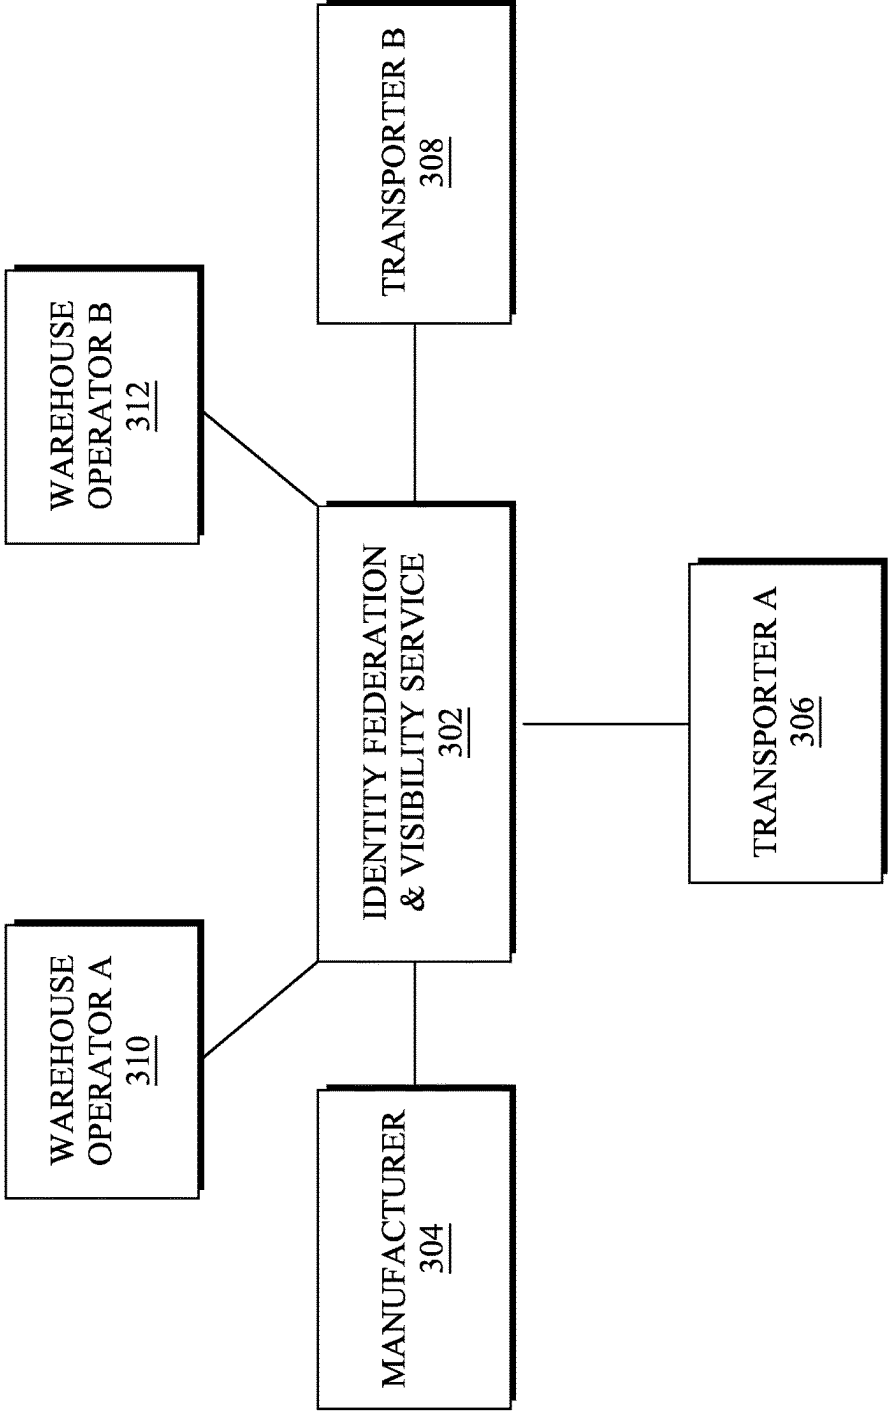 WAREHOUSE
OPERATOR A
310
WAREHOUSE
OPERATOR B
312
MANUFACTURER
304
IDENTITY FEDERATION
& VISIBILITY SERVICE
302
TRANSPORTER B
308
TRANSPORTER A
306